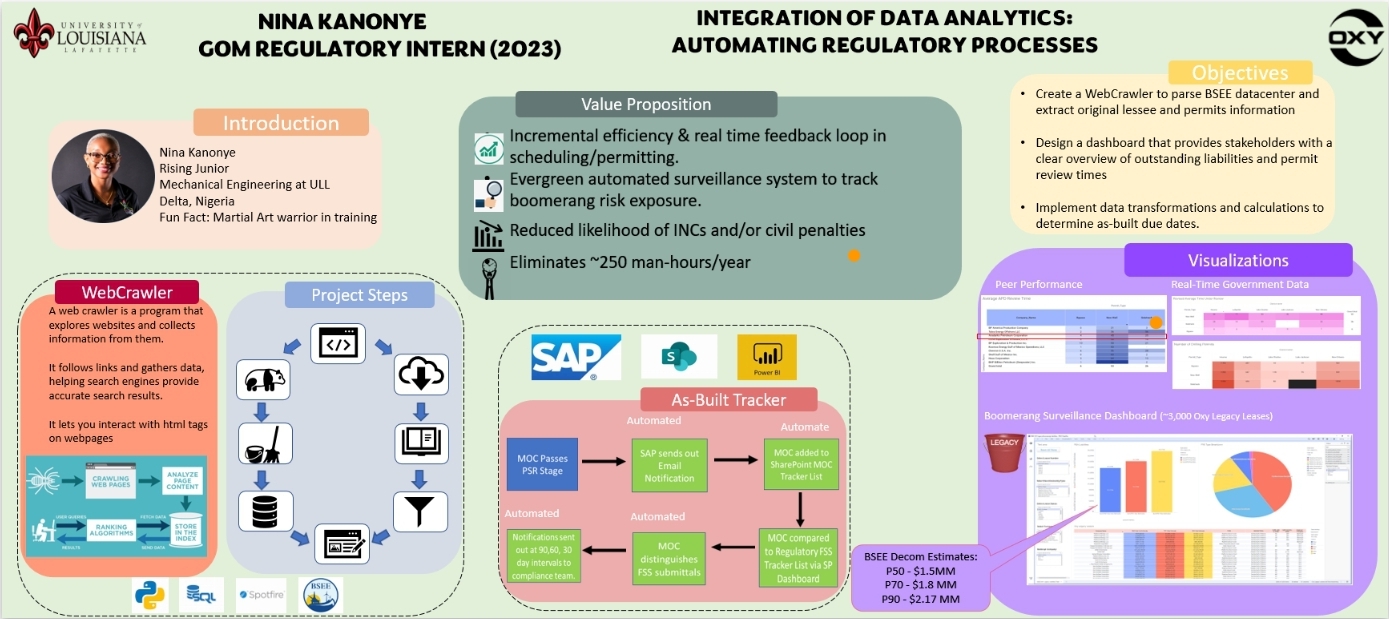 UNIVERSITY of
LOUISIANA
LAFAYETTE
NINA KANONYE
GOM REGULATORY INTERN (2023)
INTEGRATION OF DATA ANALYTICS:
AUTOMATING REGULATORY PROCESSES
OXY
Introduction
Nina Kanonye
Rising Junior
Mechanical Engineering at ULL
Delta, Nigeria
Fun Fact: Martial Art warrior in training
Value Proposition
Incremental efficiency & real time feedback loop in
scheduling/permitting.
Evergreen automated surveillance system to track
boomerang risk exposure.
Reduced likelihood of INCs and/or civil penalties
Eliminates ~250 man-hours/year
Objectives
• Create a WebCrawler to parse BSEE datacenter and
extract original lessee and permits information
• Design a dashboard that provides stakeholders with a
clear overview of outstanding liabilities and permit
review times
• Implement data transformations and calculations to
determine as-built due dates.
WebCrawler
A web crawler is a program that
explores websites and collects
information from them.
It follows links and gathers data,
helping search engines provide
accurate search results.
It lets you interact with html tags
on webpages
CRAWLING
WEB PAGES
ANALYZE
PAGE
CONTENT
USER QUERIES
RANKING
ALGORITHMS
FETCH DATA
STORE
IN THE
INDEX
RESULTS
SEND DATA
Project Steps
</>
SQL
Spotfire
BSEE
SAP
@
S
Power BI
As-Built Tracker
MOC Passes
PSR Stage
Automated
SAP sends out
Email
Notification
Automate
MOC added to
SharePoint MOC
Tracker List
MOC compared
to Regulatory FSS
Tracker List via SP
Dashboard
Automated
MOC
distinguishes
FSS submittals
Automated
Notifications sent
out at 90,60, 30
day intervals to
compliance team.
Visualizations
Peer Performance
Real-Time Government Data
Boomerang Surveillance Dashboard (~3,000 Oxy Legacy Leases)
LEGACY
BSEE Decom Estimates:
P50 - $1.5MM
P70 - $1.8 MM
P90 - $2.17 MM